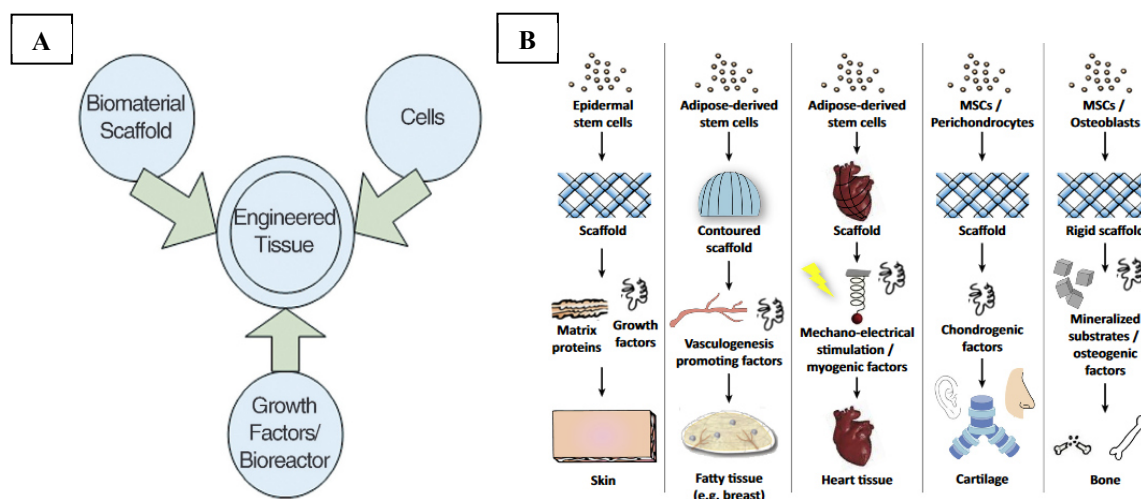 A
Biomaterial
Scaffold
Cells
Engineered
Tissue
Growth
Factors/
Bioreactor
B
Epidermal
stem cells
Scaffold
Matrix
proteins
Growth
factors
Skin
Adipose-derived
stem cells
Contoured
scaffold
Vasculogenesis
promoting factors
Fatty tissue
(e.g. breast)
Adipose-derived
stem cells
Scaffold
Mechano-electrical
stimulation /
myogenic factors
Heart tissue
MSCs /
Perichondrocytes
Scaffold
Chondrogenic
factors
Cartilage
MSCs /
Osteoblasts
Rigid scaffold
Mineralized
substrates /
osteogenic
factors
Bone